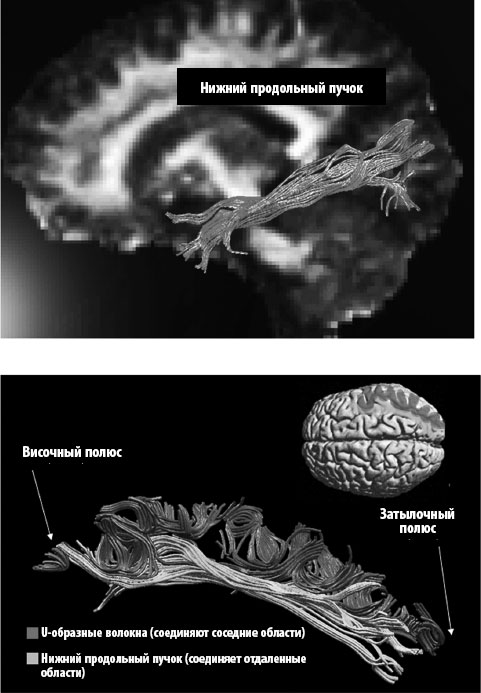 Нижний продольный пучок
Височный полюс
Затылочный
полюс
U-образные волокна (соединяют соседние области)
Нижний продольный пучок (соединяет отдаленные
области)